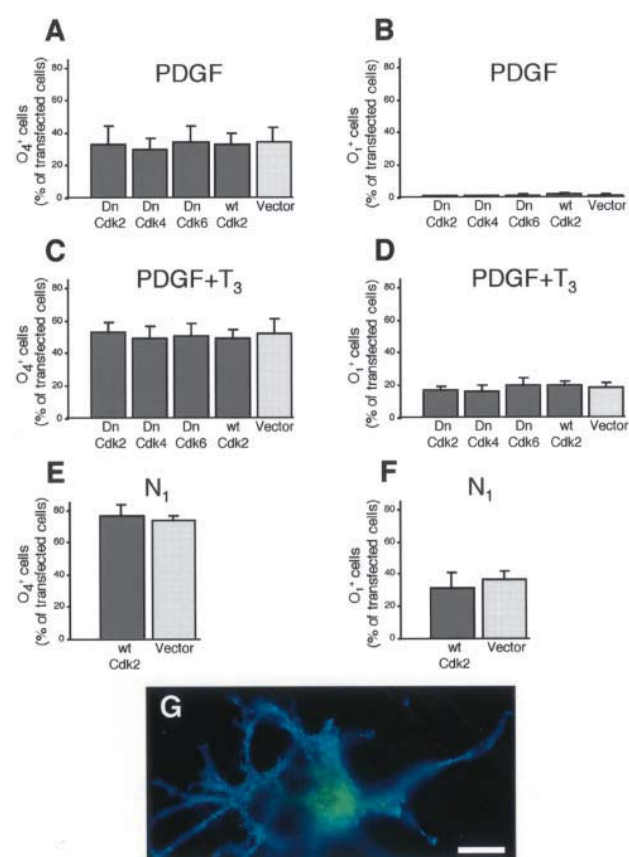 A
PDGF
O4+ cells
(% of transfected cells)
80
60
40
20
0
Dn Dn Dn wt Vector
Cdk2 Cdk4 Cdk6 Cdk2
B
PDGF
O1+ cells
(% of transfected cells)
80
60
40
20
0
Dn Dn Dn wt Vector
Cdk2 Cdk4 Cdk6 Cdk2
C
PDGF+T3
O4+ cells
(% of transfected cells)
80
60
40
20
0
Dn Dn Dn wt Vector
Cdk2 Cdk4 Cdk6 Cdk2
D
PDGF+T3
O1+ cells
(% of transfected cells)
80
60
40
20
0
Dn Dn Dn wt Vector
Cdk2 Cdk4 Cdk6 Cdk2
E
N1
O4+ cells
(% of transfected cells)
80
60
40
20
0
wt Vector
Cdk2
F
N1
O1+ cells
(% of transfected cells)
80
60
40
20
0
wt Vector
Cdk2
G